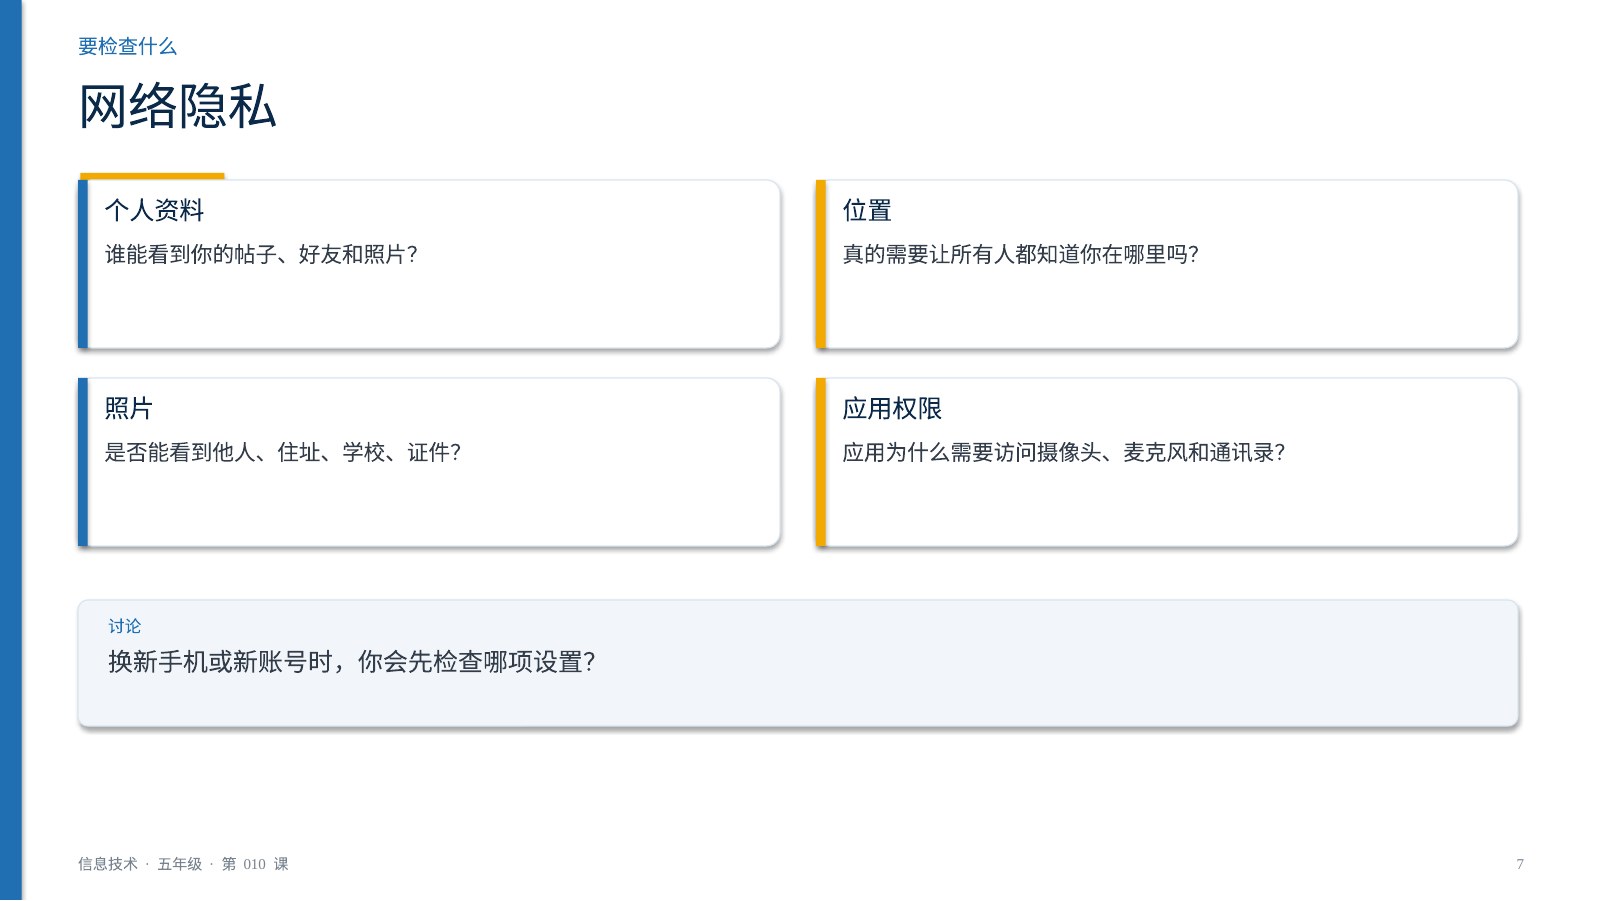 要检查什么
网络隐私
个人资料
谁能看到你的帖子、好友和照片？
位置
真的需要让所有人都知道你在哪里吗？
照片
是否能看到他人、住址、学校、证件？
应用权限
应用为什么需要访问摄像头、麦克风和通讯录？
讨论
换新手机或新账号时，你会先检查哪项设置？
信息技术 · 五年级 · 第 010 课
7